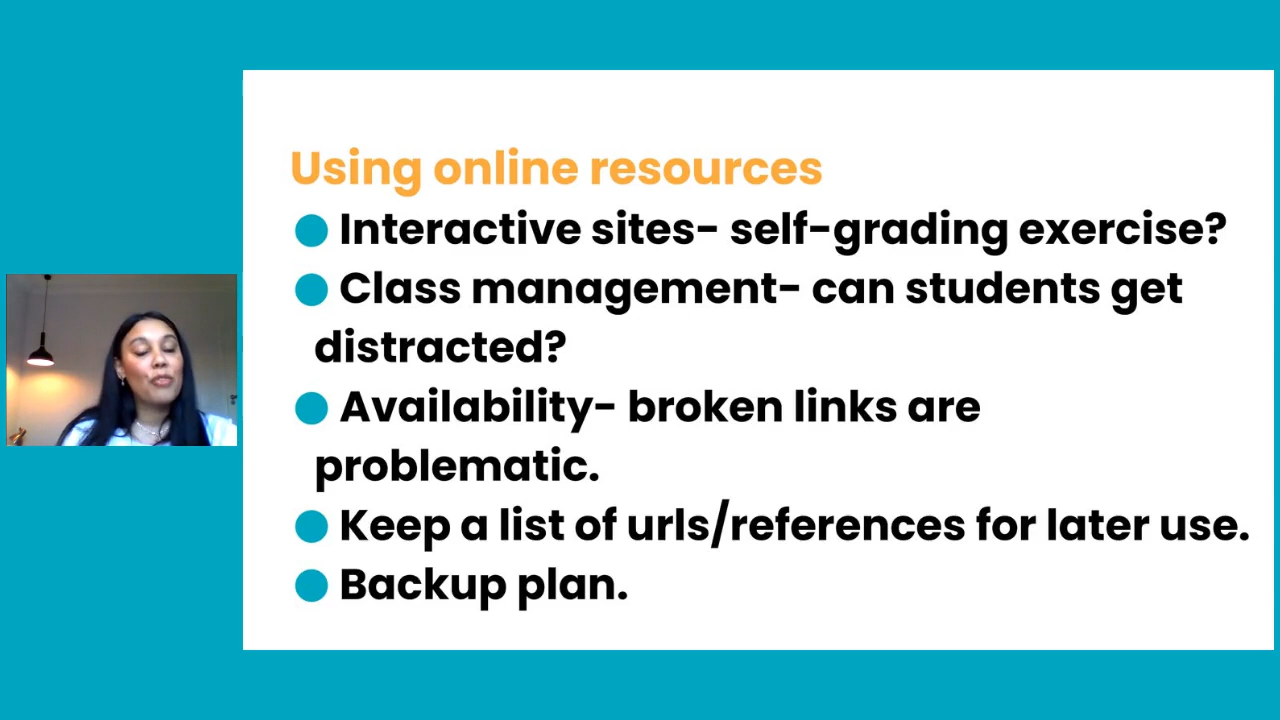 Using online resources
● Interactive sites- self-grading exercise?
● Class management- can students get
distracted?
● Availability- broken links are
problematic.
● Keep a list of urls/references for later use.
● Backup plan.